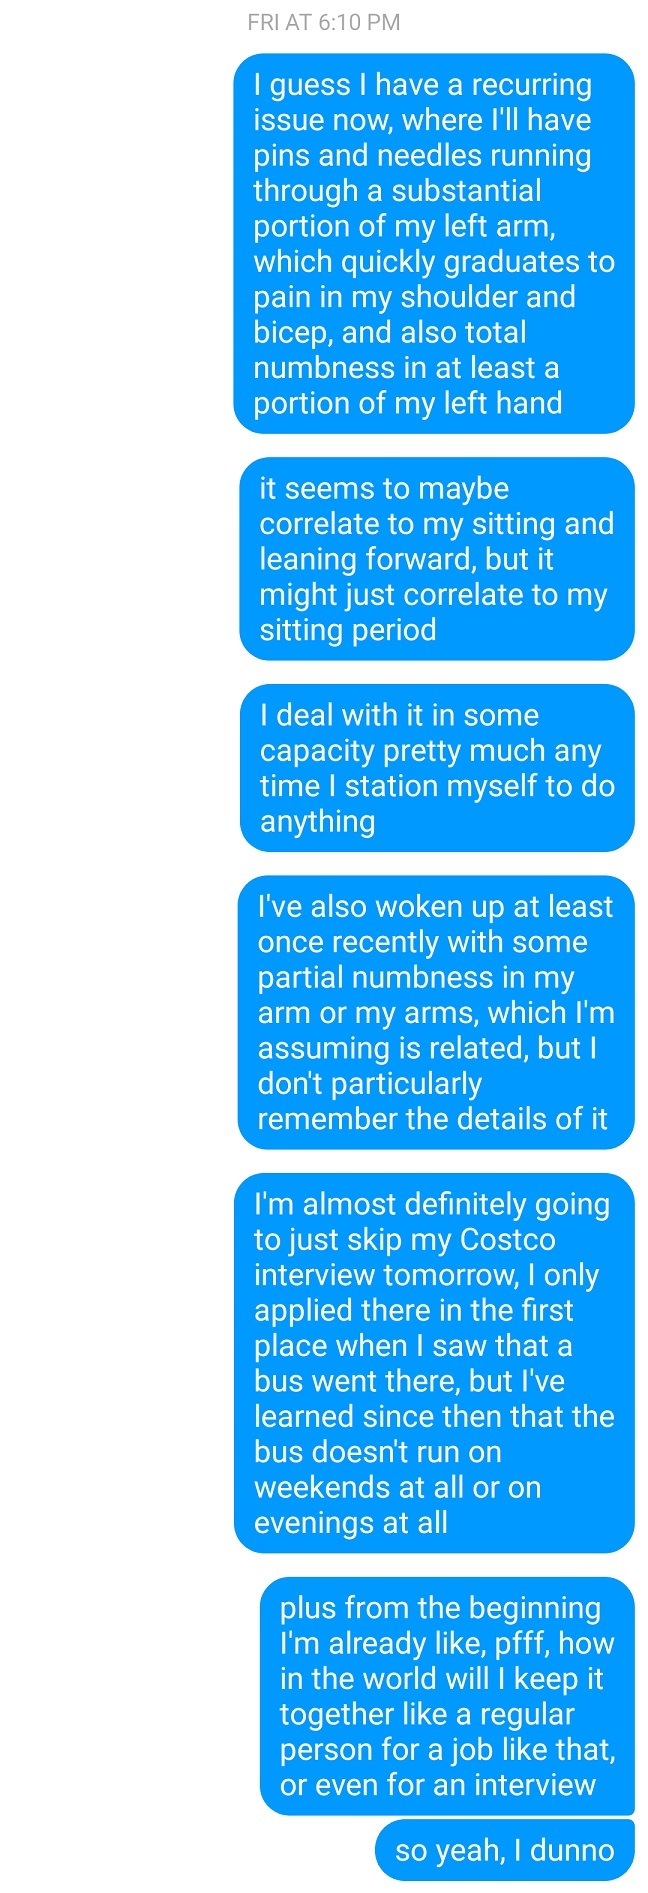 FRI AT 6:10 PM
I guess I have a recurring
issue now, where I'll have
pins and needles running
through a substantial
portion of my left arm,
which quickly graduates to
pain in my shoulder and
bicep, and also total
numbness in at least a
portion of my left hand
it seems to maybe
correlate to my sitting and
leaning forward, but it
might just correlate to my
sitting period
I deal with it in some
capacity pretty much any
time I station myself to do
anything
I've also woken up at least
once recently with some
partial numbness in my
arm or my arms, which I'm
assuming is related, but I
don't particularly
remember the details of it
I'm almost definitely going
to just skip my Costco
interview tomorrow, I only
applied there in the first
place when I saw that a
bus went there, but I've
learned since then that the
bus doesn't run on
weekends at all or on
evenings at all
plus from the beginning
I'm already like, pfff, how
in the world will I keep it
together like a regular
person for a job like that,
or even for an interview
so yeah, I dunno